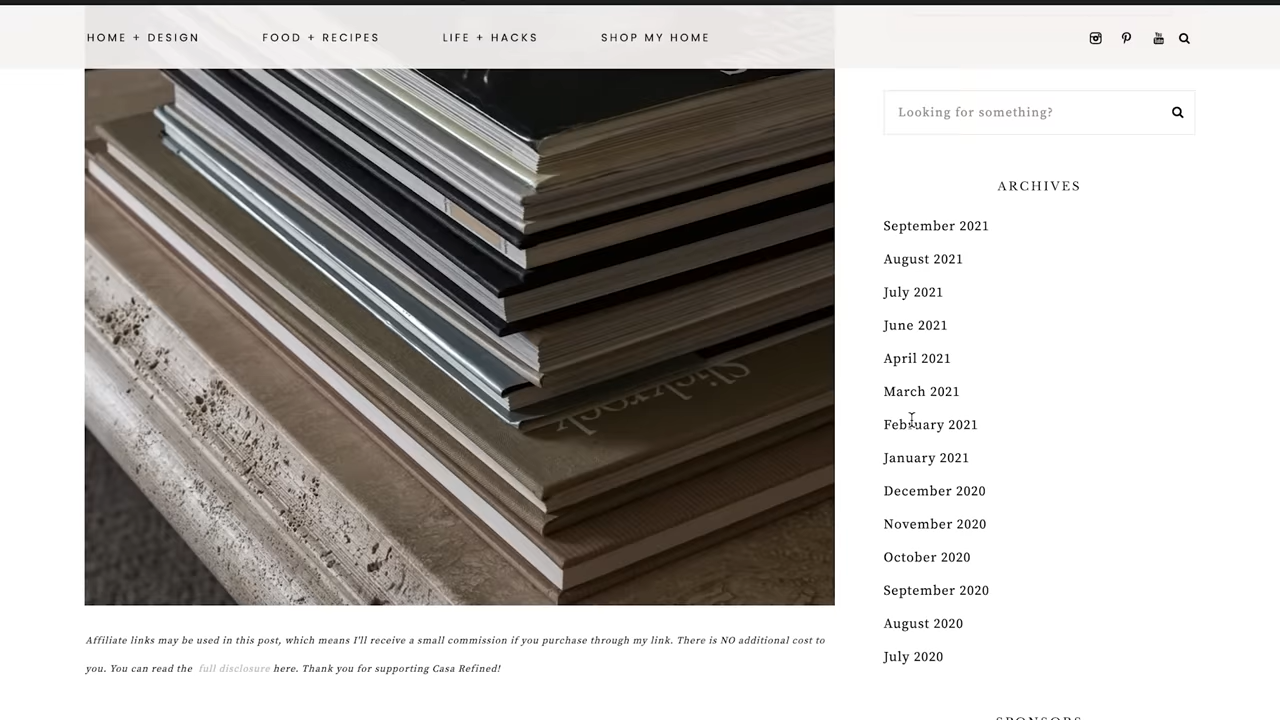 HOME + DESIGN FOOD + RECIPES LIFE + HACKS SHOP MY HOME
Looking for something?
ARCHIVES
September 2021
August 2021
July 2021
June 2021
April 2021
March 2021
February 2021
January 2021
December 2020
November 2020
October 2020
September 2020
August 2020
July 2020
Slickrock
Affiliate links may be used in this post, which means I'll receive a small commission if you purchase through my link. There is NO additional cost to
you. You can read the full disclosure here. Thank you for supporting Casa Refined!
SPONSORS